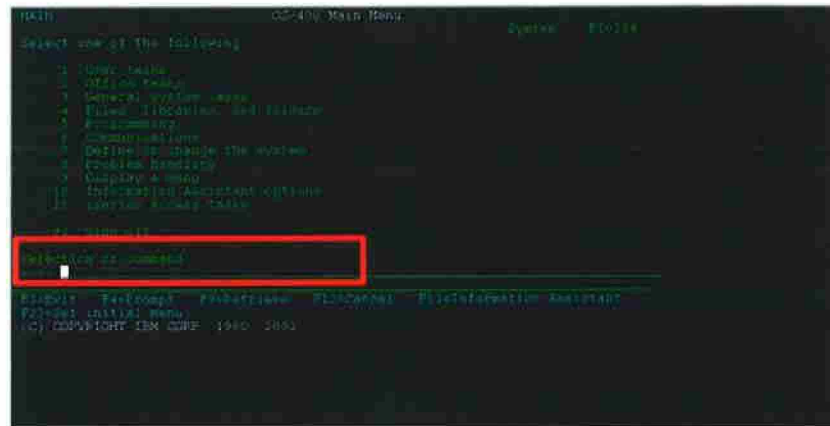 MAIN OS/400 Main Menu
System:
Select one of the following:
1. User tasks
2. Office tasks
3. General system tasks
4. Files, libraries, and folders
5. Programming
6. Communications
7. Define or change the system
8. Problem handling
9. Display a menu
10. Information Assistant options
11. iSeries Access tasks
90. Sign off
Selection or command
F3=Exit F4=Prompt F9=Retrieve F12=Cancel F13=Information Assistant
F23=Set initial menu
(C) COPYRIGHT IBM CORP. 1980, 2003.